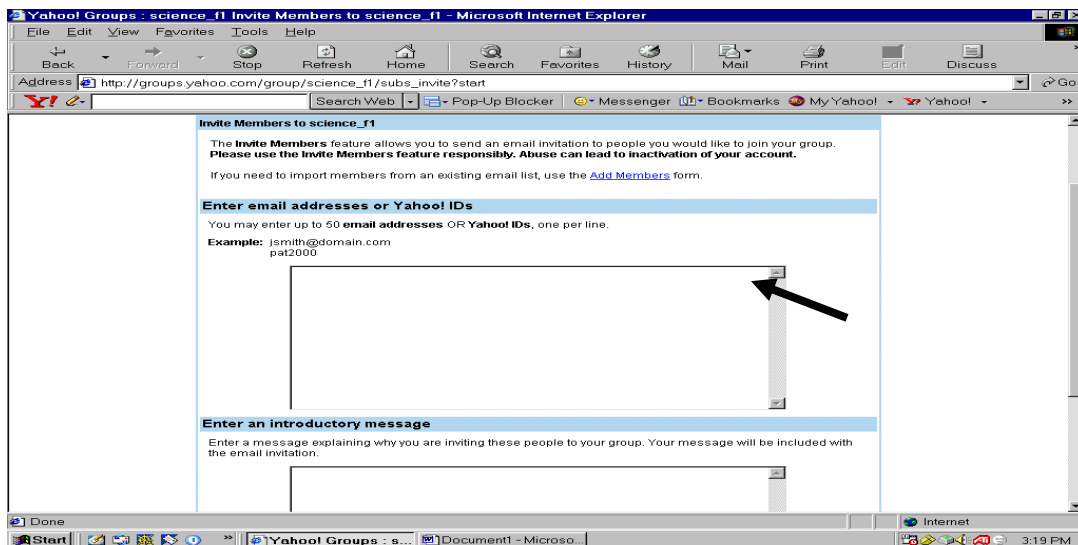 Yahoo! Groups : science_f1 Invite Members to science_f1 - Microsoft Internet Explorer
File Edit View Favorites Tools Help
Back Forward Stop Refresh Home Search Favorites History Mail Print Edit Discuss
Address http://groups.yahoo.com/group/science_f1/subs_invite?start Go
Y! Search Web Pop-Up Blocker Messenger Bookmarks My Yahoo! Yahoo! »
Invite Members to science_f1
The Invite Members feature allows you to send an email invitation to people you would like to join your group.
Please use the Invite Members feature responsibly. Abuse can lead to inactivation of your account.
If you need to import members from an existing email list, use the Add Members form.
Enter email addresses or Yahoo! IDs
You may enter up to 50 email addresses OR Yahoo! IDs, one per line.
Example: jsmith@domain.com
pat2000
Enter an introductory message
Enter a message explaining why you are inviting these people to your group. Your message will be included with
the email invitation.
Done Internet
Start » Yahoo! Groups : s... Document1 - Microso... 3:19 PM